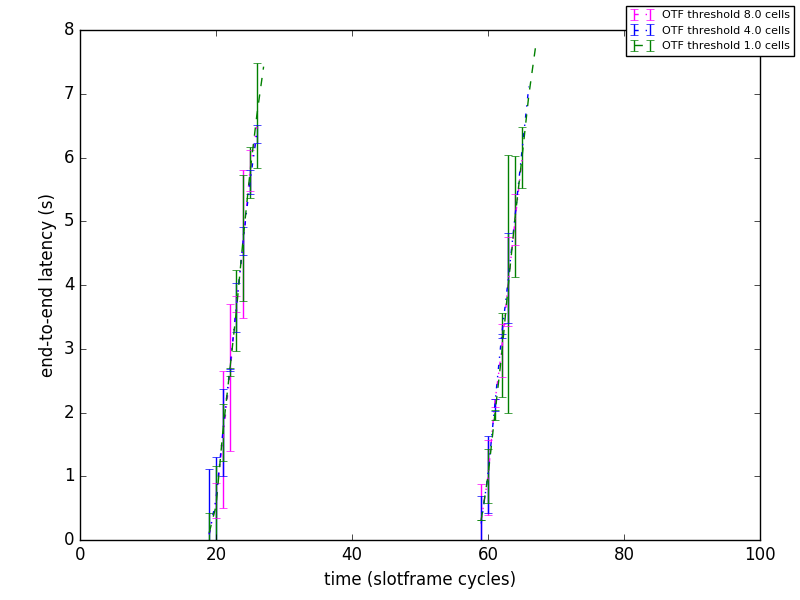 OTF threshold 8.0 cells
OTF threshold 4.0 cells
OTF threshold 1.0 cells
8
7
6
5
4
3
2
1
0
end-to-end latency (s)
0 20 40 60 80 100
time (slotframe cycles)